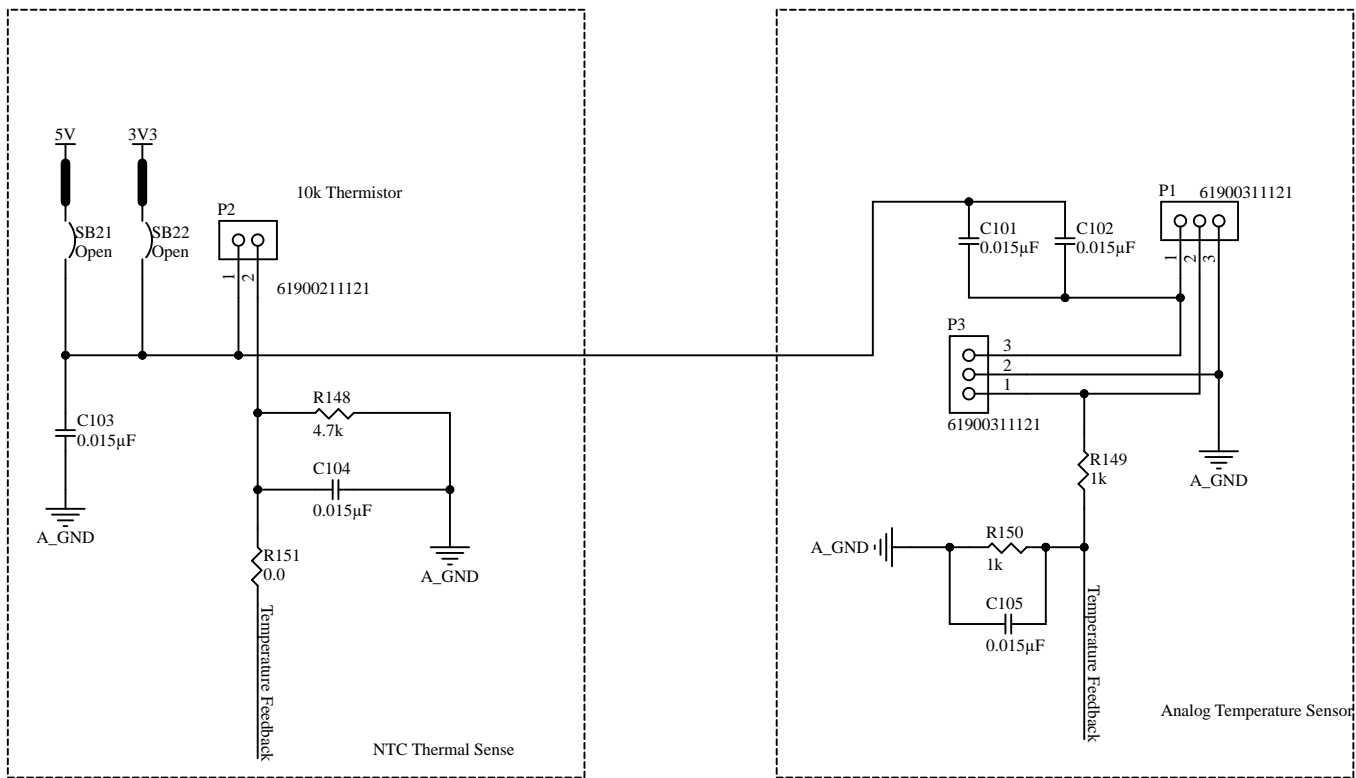 5V
3V3
SB21
Open
SB22
Open
10k Thermistor
P2
1
2
61900211121
C103
0.015µF
A_GND
R148
4.7k
C104
0.015µF
A_GND
R151
0.0
Temperature Feedback
NTC Thermal Sense
C101
0.015µF
C102
0.015µF
P1
61900311121
1
2
3
P3
3
2
1
61900311121
A_GND
R149
1k
A_GND
R150
1k
C105
0.015µF
Temperature Feedback
Analog Temperature Sensor